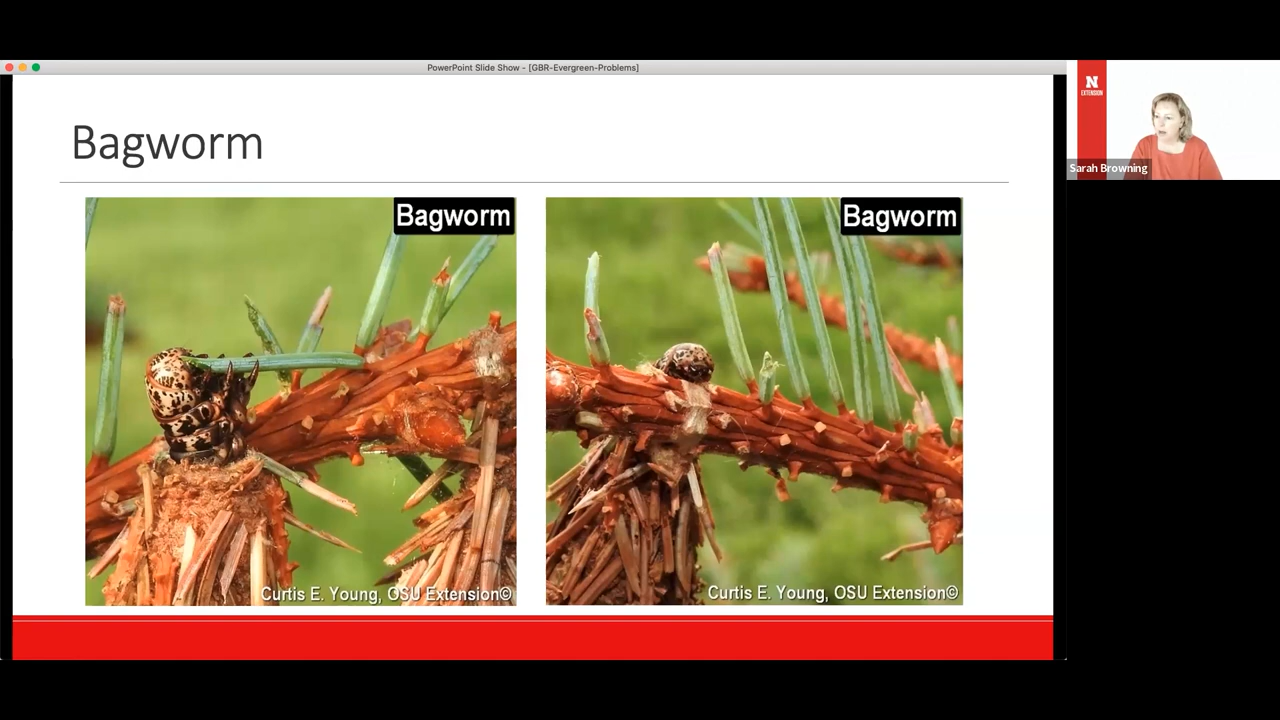 PowerPoint Slide Show - [GBR-Evergreen-Problems]
N
EXTENSION
Sarah Browning
Bagworm
Bagworm
Curtis E. Young, OSU Extension©
Bagworm
Curtis E. Young, OSU Extension©